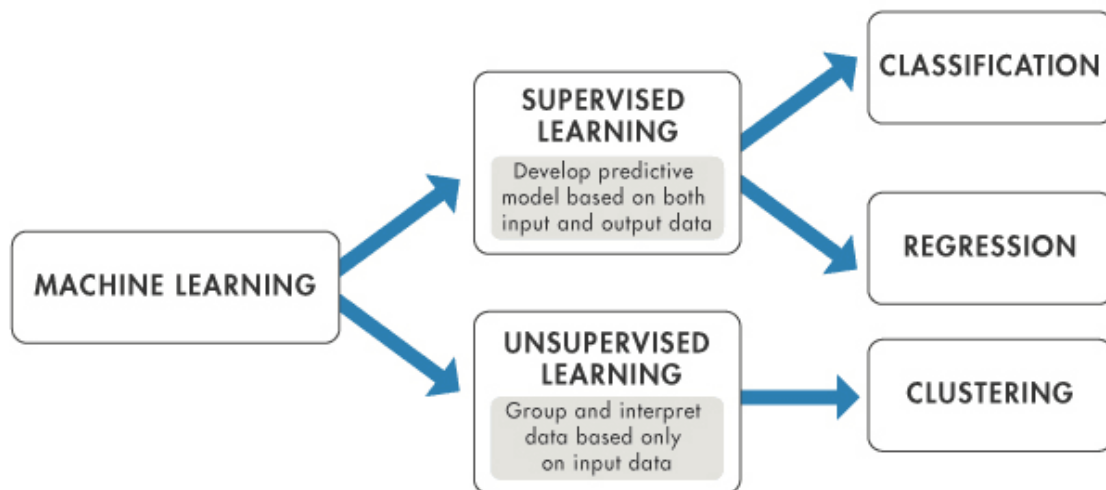 MACHINE LEARNING
SUPERVISED
LEARNING
Develop predictive
model based on both
input and output data
UNSUPERVISED
LEARNING
Group and interpret
data based only
on input data
CLASSIFICATION
REGRESSION
CLUSTERING